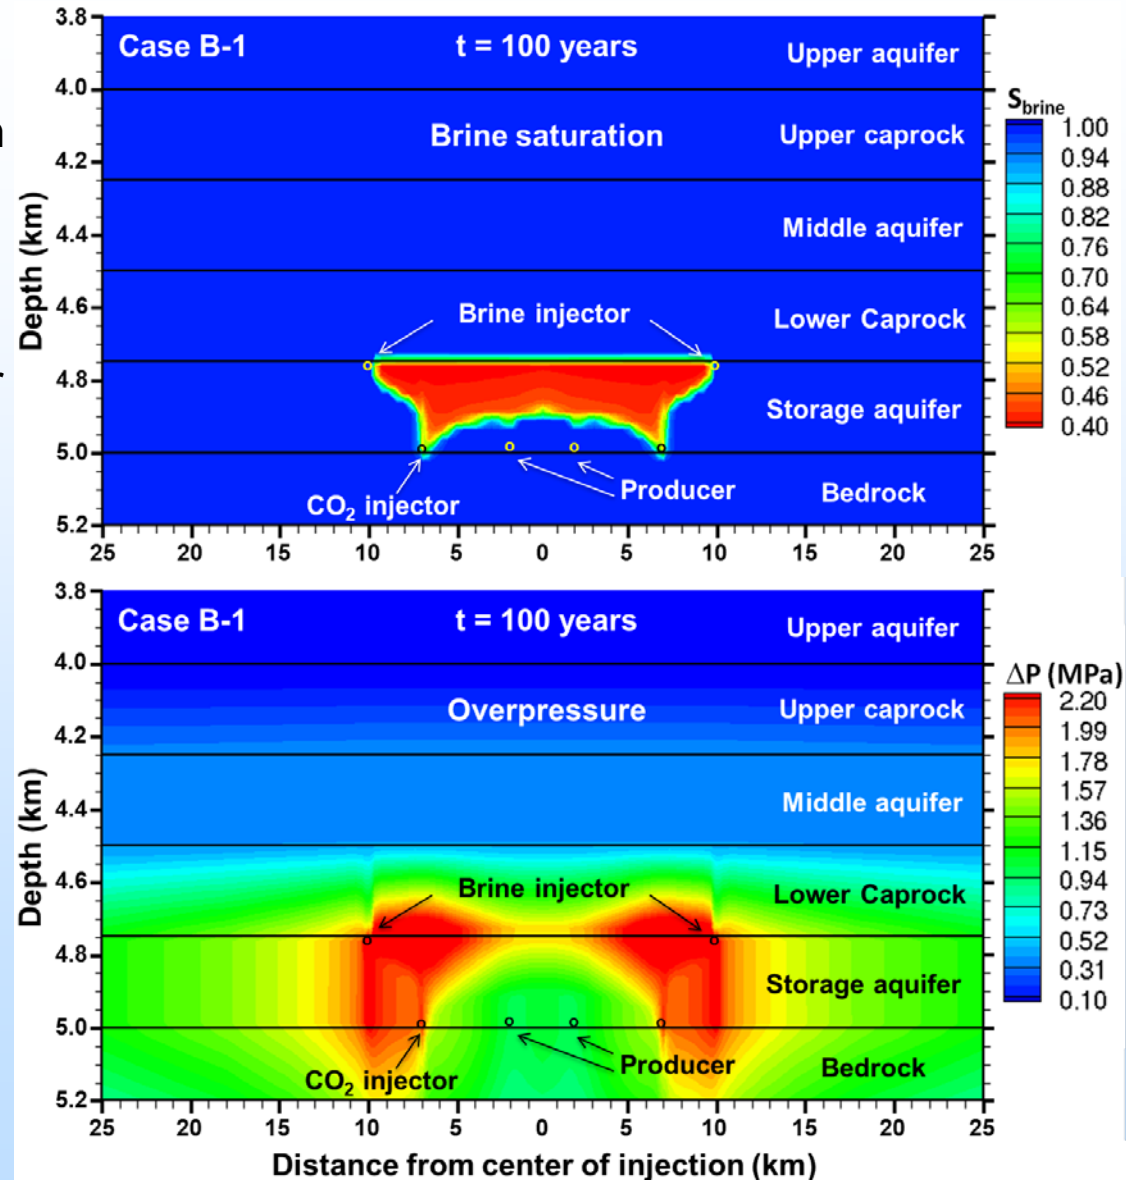 3.8
Case B-1 t = 100 years Upper aquifer
4.0
Brine saturation Upper caprock
4.2
Middle aquifer
4.4
4.6
Brine injector Lower Caprock
4.8
Storage aquifer
5.0
Producer Bedrock
CO₂ injector
5.2
25 20 15 10 5 0 5 10 15 20 25
Depth (km)
S_brine
1.00
0.94
0.88
0.82
0.76
0.70
0.64
0.58
0.52
0.46
0.40
3.8
Case B-1 t = 100 years Upper aquifer
4.0
Overpressure Upper caprock
4.2
Middle aquifer
4.4
4.6
Brine injector Lower Caprock
4.8
Storage aquifer
5.0
Producer Bedrock
CO₂ injector
5.2
25 20 15 10 5 0 5 10 15 20 25
Depth (km)
Distance from center of injection (km)
ΔP (MPa)
2.20
1.99
1.78
1.57
1.36
1.15
0.94
0.73
0.52
0.31
0.10